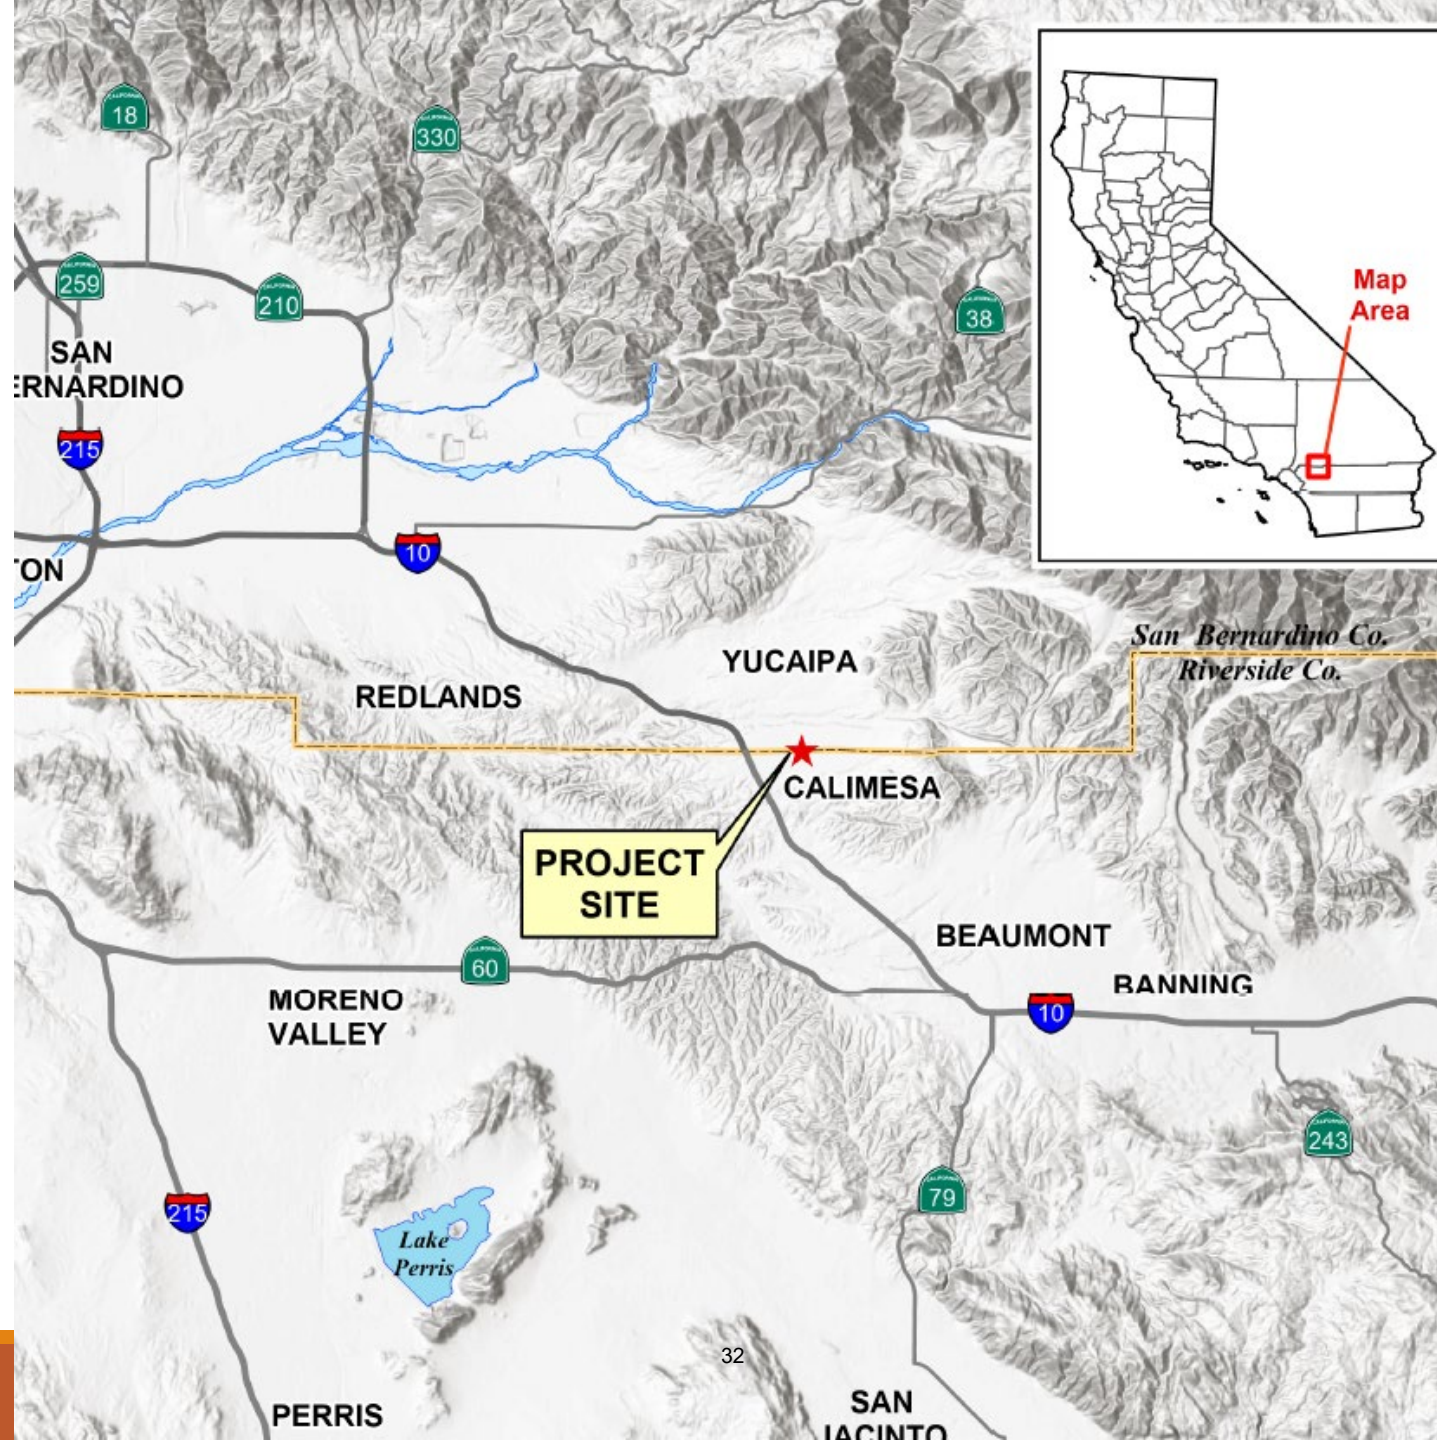 18
330
Map
Area
259
210
38
SAN
ERNARDINO
215
10
TON
San Bernardino Co.
Riverside Co.
YUCAIPA
REDLANDS
CALIMESA
PROJECT
SITE
BEAUMONT
60
BANNING
MORENO
VALLEY
10
243
79
215
Lake
Perris
32
PERRIS
SAN
JACINTO